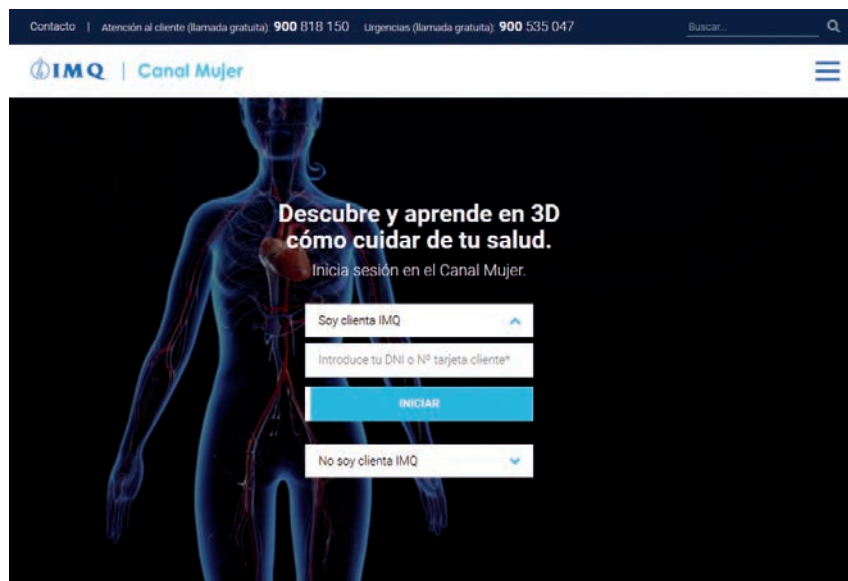 Contacto | Atención al cliente (llamada gratuita): 900 818 150 Urgencias (llamada gratuita): 900 535 047 Buscar...
IMQ | Canal Mujer
Descubre y aprende en 3D
cómo cuidar de tu salud.
Inicia sesión en el Canal Mujer.
Soy clienta IMQ
Introduce tu DNI o Nº tarjeta cliente*
INICIAR
No soy clienta IMQ